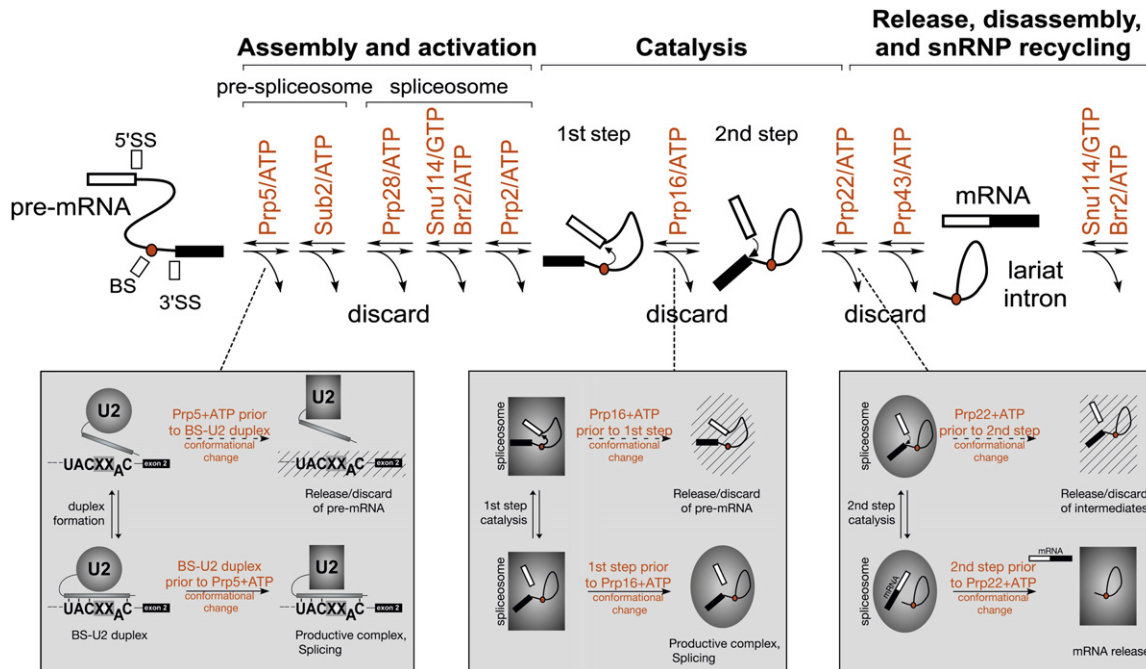 Assembly and activation
Catalysis
Release, disassembly,
and snRNP recycling
pre-spliceosome
spliceosome
5'SS
pre-mRNA
BS
3'SS
Prp5/ATP
Sub2/ATP
Prp28/ATP
Snu114/GTP
Brr2/ATP
Prp2/ATP
1st step
Prp16/ATP
2nd step
Prp22/ATP
Prp43/ATP
mRNA
lariat
intron
Snu114/GTP
Brr2/ATP
discard
discard
discard
U2
Prp5+ATP prior
to BS-U2 duplex
conformational
change
U2
UACXXAC
exon 2
UACXXAC
exon 2
Release/discard
of pre-mRNA
duplex
formation
U2
BS-U2 duplex
prior to Prp5+ATP
conformational
change
U2
UACXXAC
exon 2
UACXXAC
exon 2
BS-U2 duplex
Productive complex,
Splicing
spliceosome
Prp16+ATP
prior to 1st step
conformational
change
Release/discard
of pre-mRNA
1st step
catalysis
spliceosome
1st step prior
to Prp16+ATP
conformational
change
Productive complex,
Splicing
spliceosome
Prp22+ATP
prior to 2nd step
conformational
change
Release/discard
of intermediates
2nd step
catalysis
spliceosome
mRNA
2nd step prior
to Prp22+ATP
conformational
change
mRNA
mRNA release